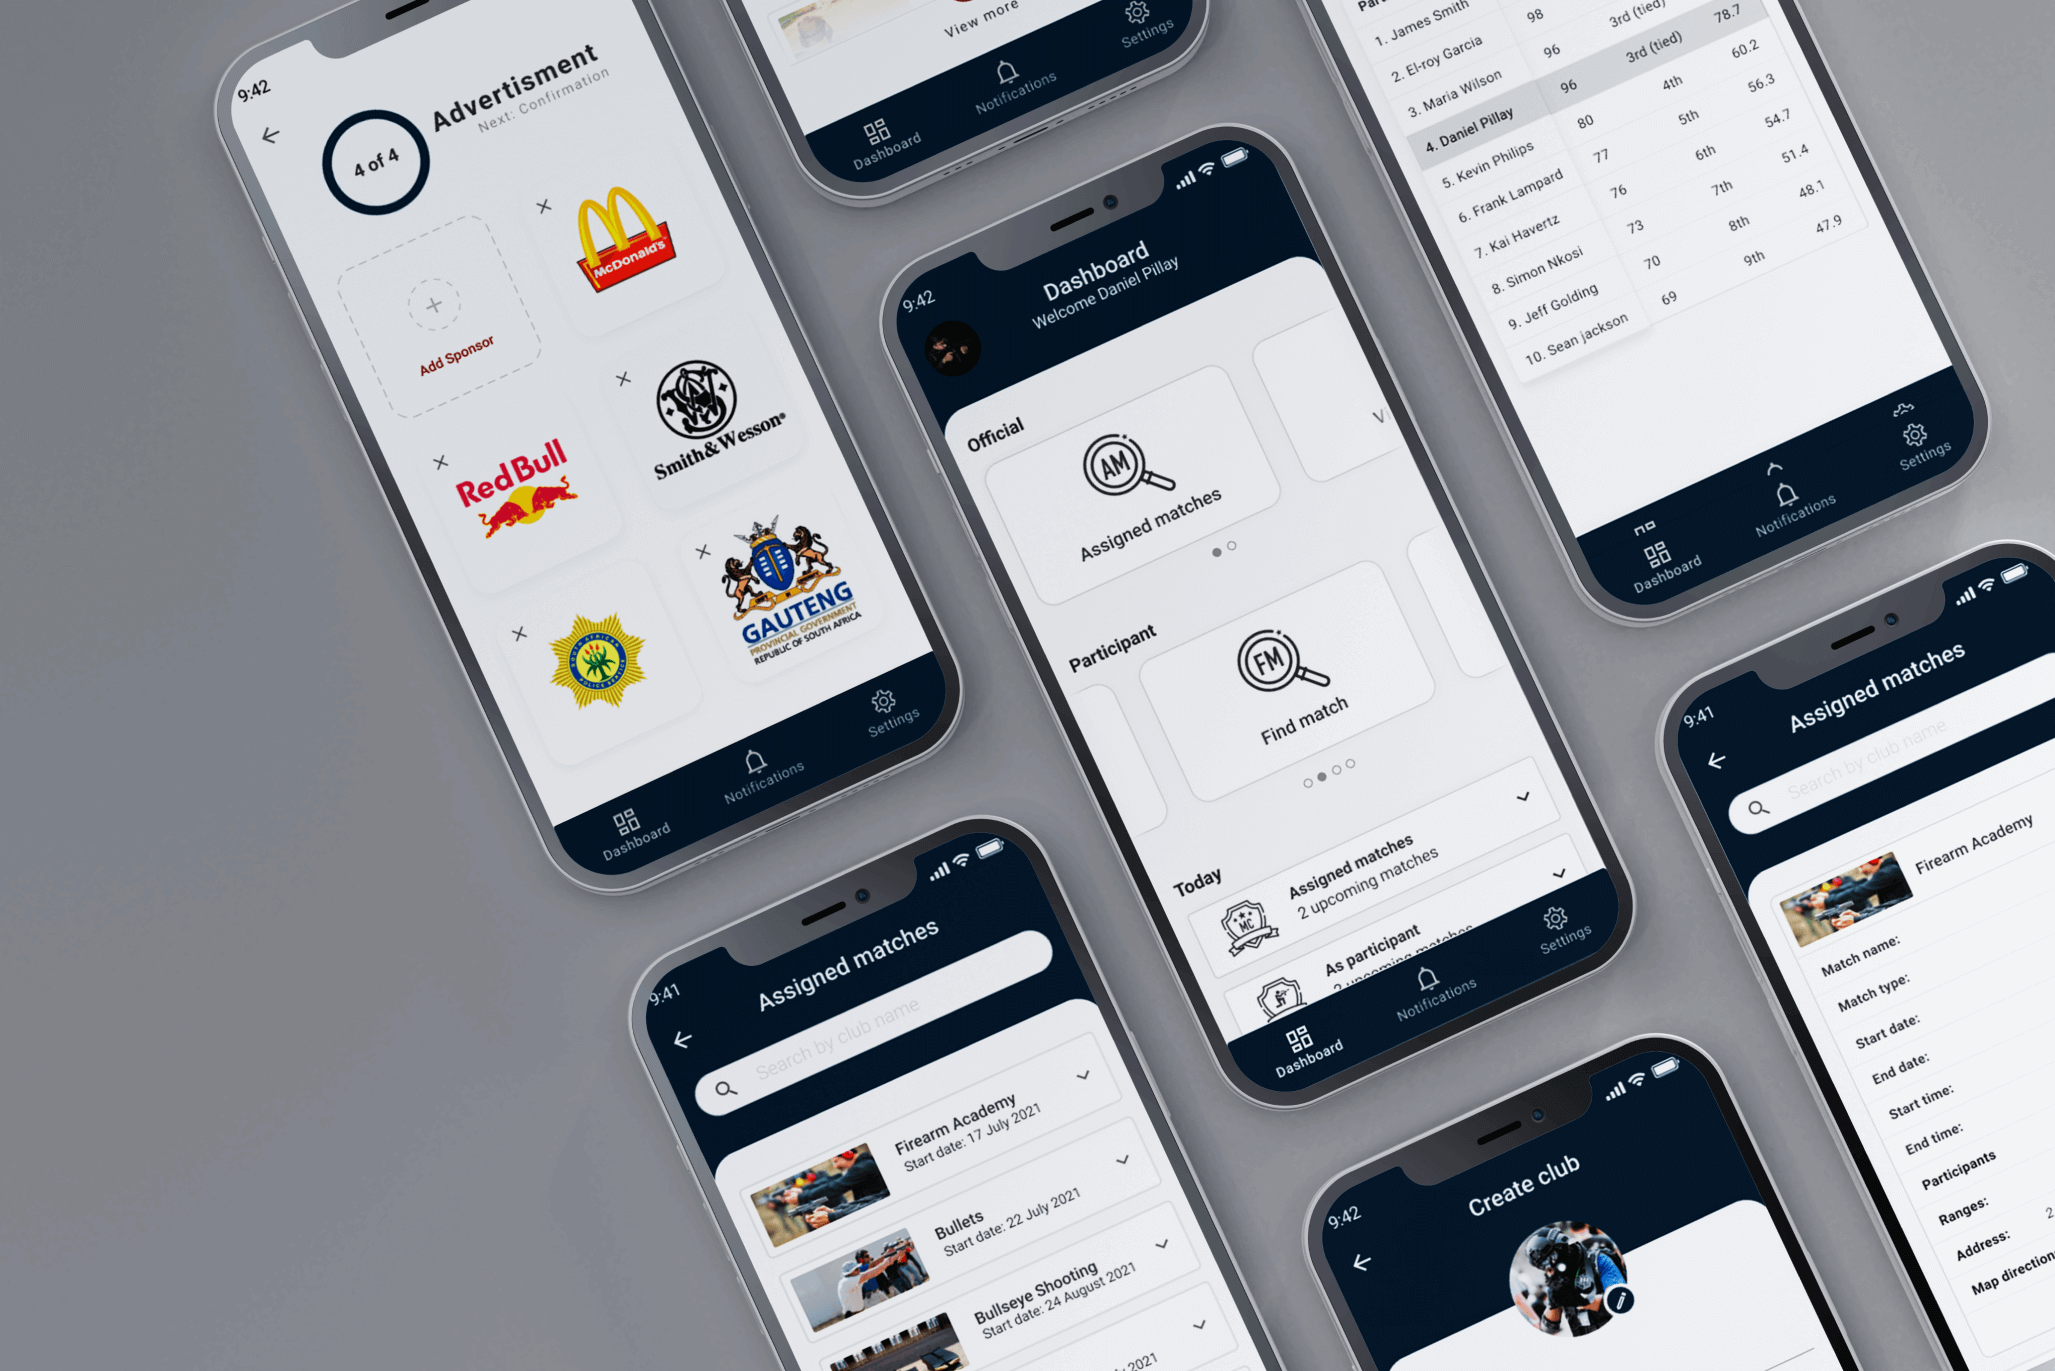 9:42
Advertisment
Next: Confirmation
4 of 4
Add Sponsor
McDonald's
RedBull
Smith&Wesson
SOUTH AFRICAN
POLICE SERVICE
GAUTENG
PROVINCIAL GOVERNMENT
REPUBLIC OF SOUTH AFRICA
Dashboard
Notifications
Settings
View more
Dashboard
Notifications
Settings
9:42
Dashboard
Welcome Daniel Pillay
Official
AM
Assigned matches
Participant
FM
Find match
Today
MC
Assigned matches
2 upcoming matches
As participant
2 upcoming matches
Dashboard
Notifications
Settings
1. James Smith 98 3rd (tied) 78.7
2. El-roy Garcia 96 3rd (tied) 60.2
3. Maria Wilson 96 4th 56.3
4. Daniel Pillay 80 5th 54.7
5. Kevin Philips 77 6th 51.4
6. Frank Lampard 76 7th 48.1
7. Kai Havertz 73 8th 47.9
8. Simon Nkosi 70 9th
9. Jeff Golding 69
10. Sean jackson
Dashboard
Notifications
Settings
9:41
Assigned matches
Search by club name
Firearm Academy
Start date: 17 July 2021
Bullets
Start date: 22 July 2021
Bullseye Shooting
Start date: 24 August 2021
2021
9:42
Create club
9:41
Assigned matches
Search by club name
Firearm Academy
Match name:
Match type:
Start date:
End date:
Start time:
End time:
Participants
Ranges:
Address: 2
Map direction